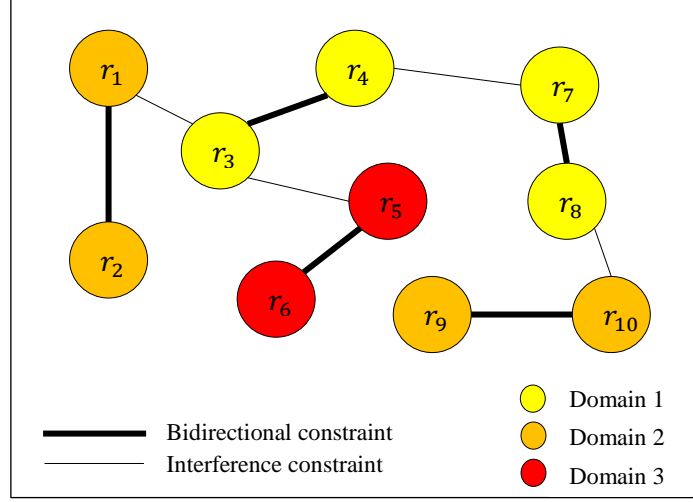 r1
r4
r7
r3
r5
r8
r2
r6
r9
r10
Domain 1
Bidirectional constraint
Domain 2
Interference constraint
Domain 3